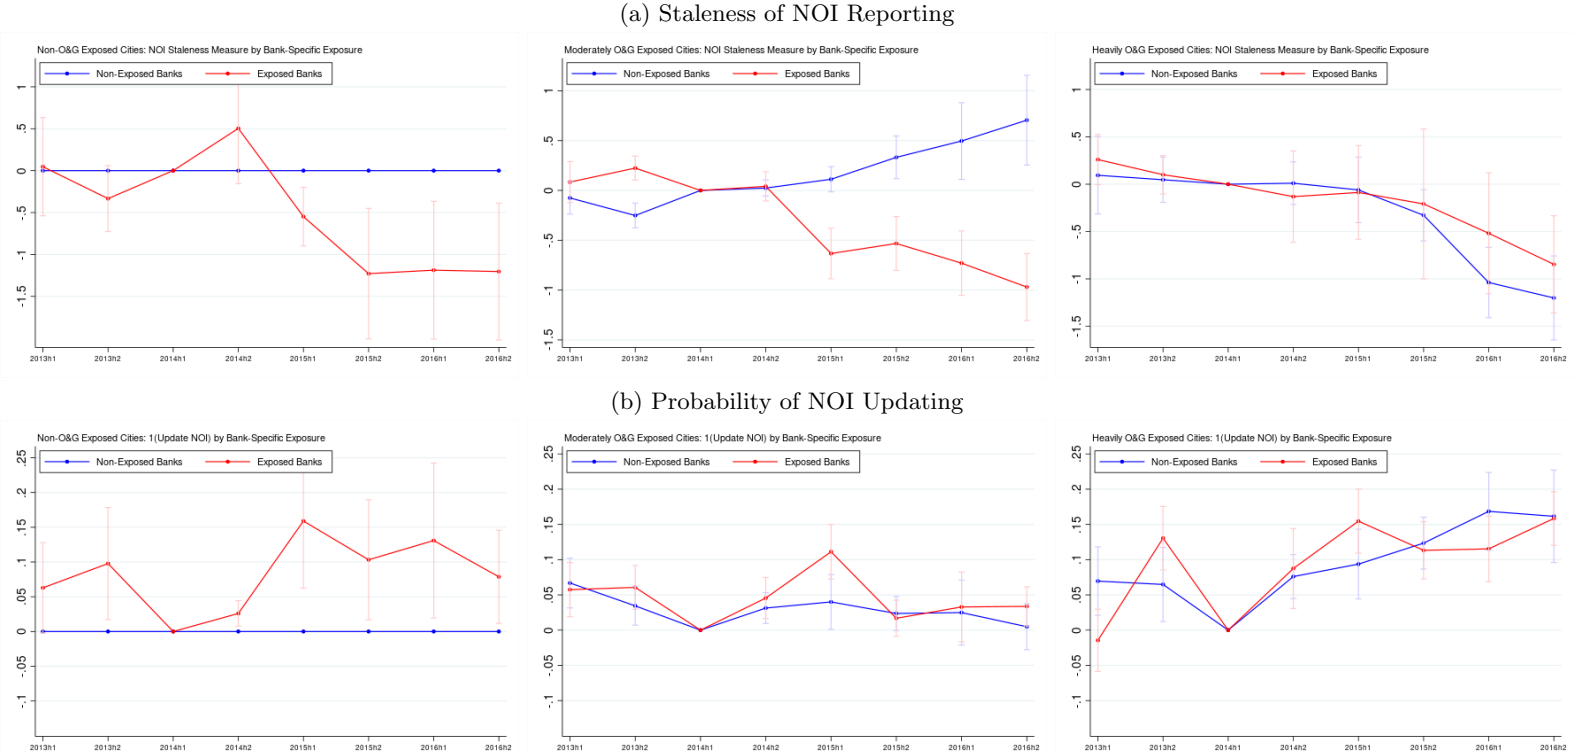 (a) Staleness of NOI Reporting
Non-O&G Exposed Cities: NOI Staleness Measure by Bank-Specific Exposure
Non-Exposed Banks
Exposed Banks
1
.5
0
-.5
-1
-1.5
2013h1
2013h2
2014h1
2014h2
2015h1
2015h2
2016h1
2016h2
Moderately O&G Exposed Cities: NOI Staleness Measure by Bank-Specific Exposure
Non-Exposed Banks
Exposed Banks
1
.5
0
-.5
-1
-1.5
2013h1
2013h2
2014h1
2014h2
2015h1
2015h2
2016h1
2016h2
Heavily O&G Exposed Cities: NOI Staleness Measure by Bank-Specific Exposure
Non-Exposed Banks
Exposed Banks
1
.5
0
-.5
-1
-1.5
2013h1
2013h2
2014h1
2014h2
2015h1
2015h2
2016h1
2016h2
(b) Probability of NOI Updating
Non-O&G Exposed Cities: 1(Update NOI) by Bank-Specific Exposure
Non-Exposed Banks
Exposed Banks
.25
.2
.15
.1
.05
0
-.05
-.1
2013h1
2013h2
2014h1
2014h2
2015h1
2015h2
2016h1
2016h2
Moderately O&G Exposed Cities: 1(Update NOI) by Bank-Specific Exposure
Non-Exposed Banks
Exposed Banks
.25
.2
.15
.1
.05
0
-.05
-.1
2013h1
2013h2
2014h1
2014h2
2015h1
2015h2
2016h1
2016h2
Heavily O&G Exposed Cities: 1(Update NOI) by Bank-Specific Exposure
Non-Exposed Banks
Exposed Banks
.25
.2
.15
.1
.05
0
-.05
-.1
2013h1
2013h2
2014h1
2014h2
2015h1
2015h2
2016h1
2016h2